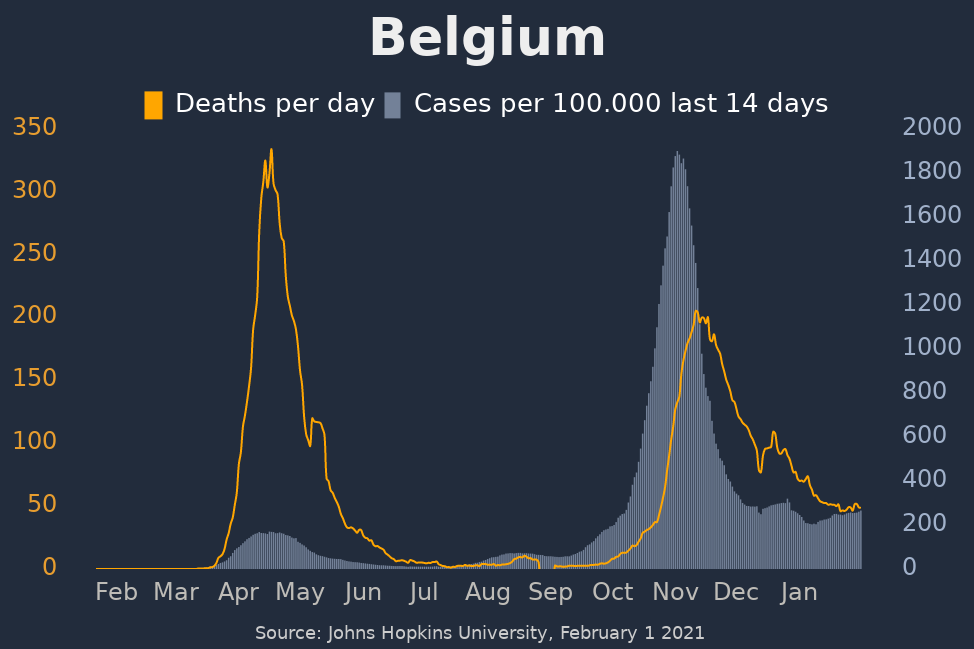 Belgium
Deaths per day Cases per 100.000 last 14 days
350 2000
300 1800
250 1600
200 1400
150 1200
100 1000
50 800
0 600
400
200
0
Feb Mar Apr May Jun Jul Aug Sep Oct Nov Dec Jan
Source: Johns Hopkins University, February 1 2021